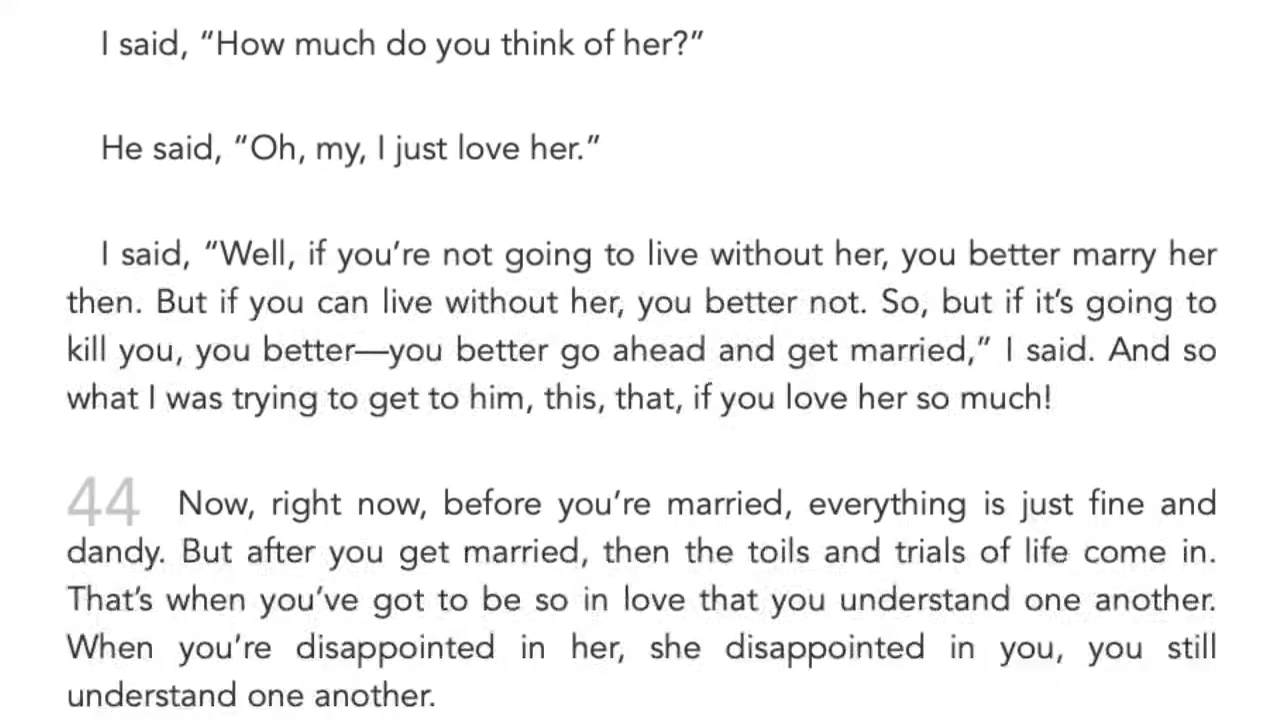 I said, “How much do you think of her?”
He said, “Oh, my, I just love her.”
I said, “Well, if you’re not going to live without her, you better marry her
then. But if you can live without her, you better not. So, but if it’s going to
kill you, you better—you better go ahead and get married,” I said. And so
what I was trying to get to him, this, that, if you love her so much!
44 Now, right now, before you’re married, everything is just fine and
dandy. But after you get married, then the toils and trials of life come in.
That’s when you’ve got to be so in love that you understand one another.
When you’re disappointed in her, she disappointed in you, you still
understand one another.